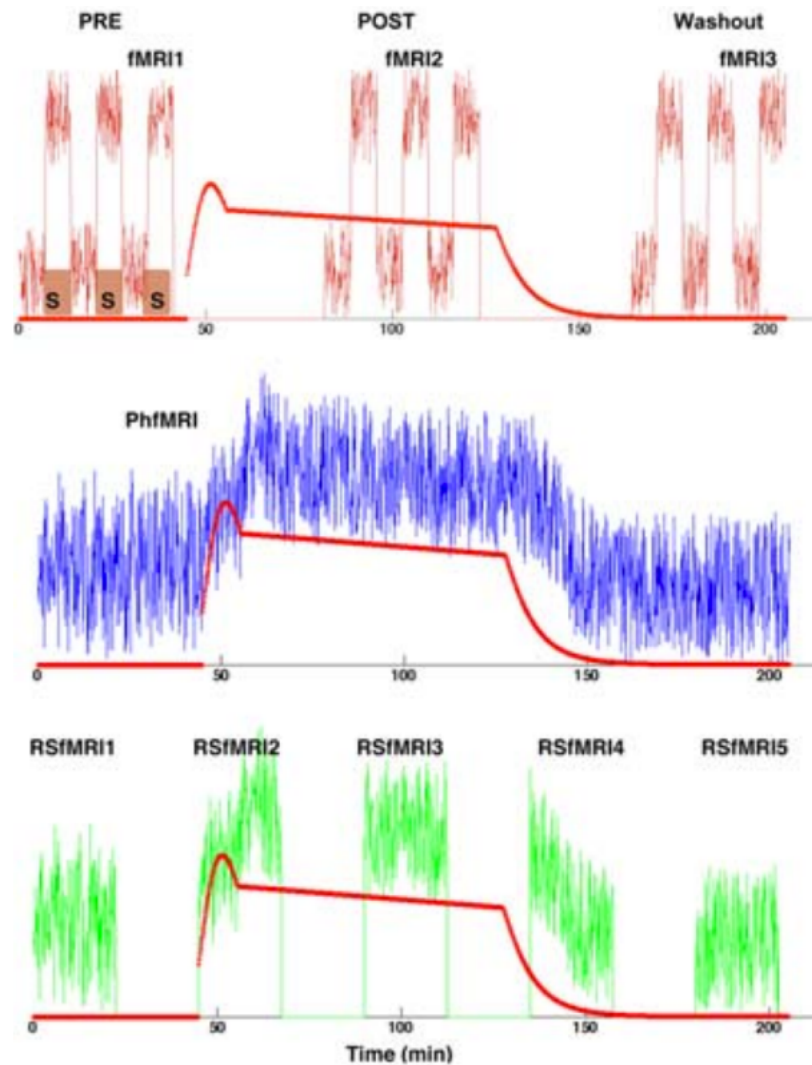 PRE POST Washout
fMRI1 fMRI2 fMRI3
S S S
0 50 100 150 200
PhfMRI
0 50 100 150 200
RSfMRI1 RSfMRI2 RSfMRI3 RSfMRI4 RSfMRI5
0 50 100 150 200
Time (min)